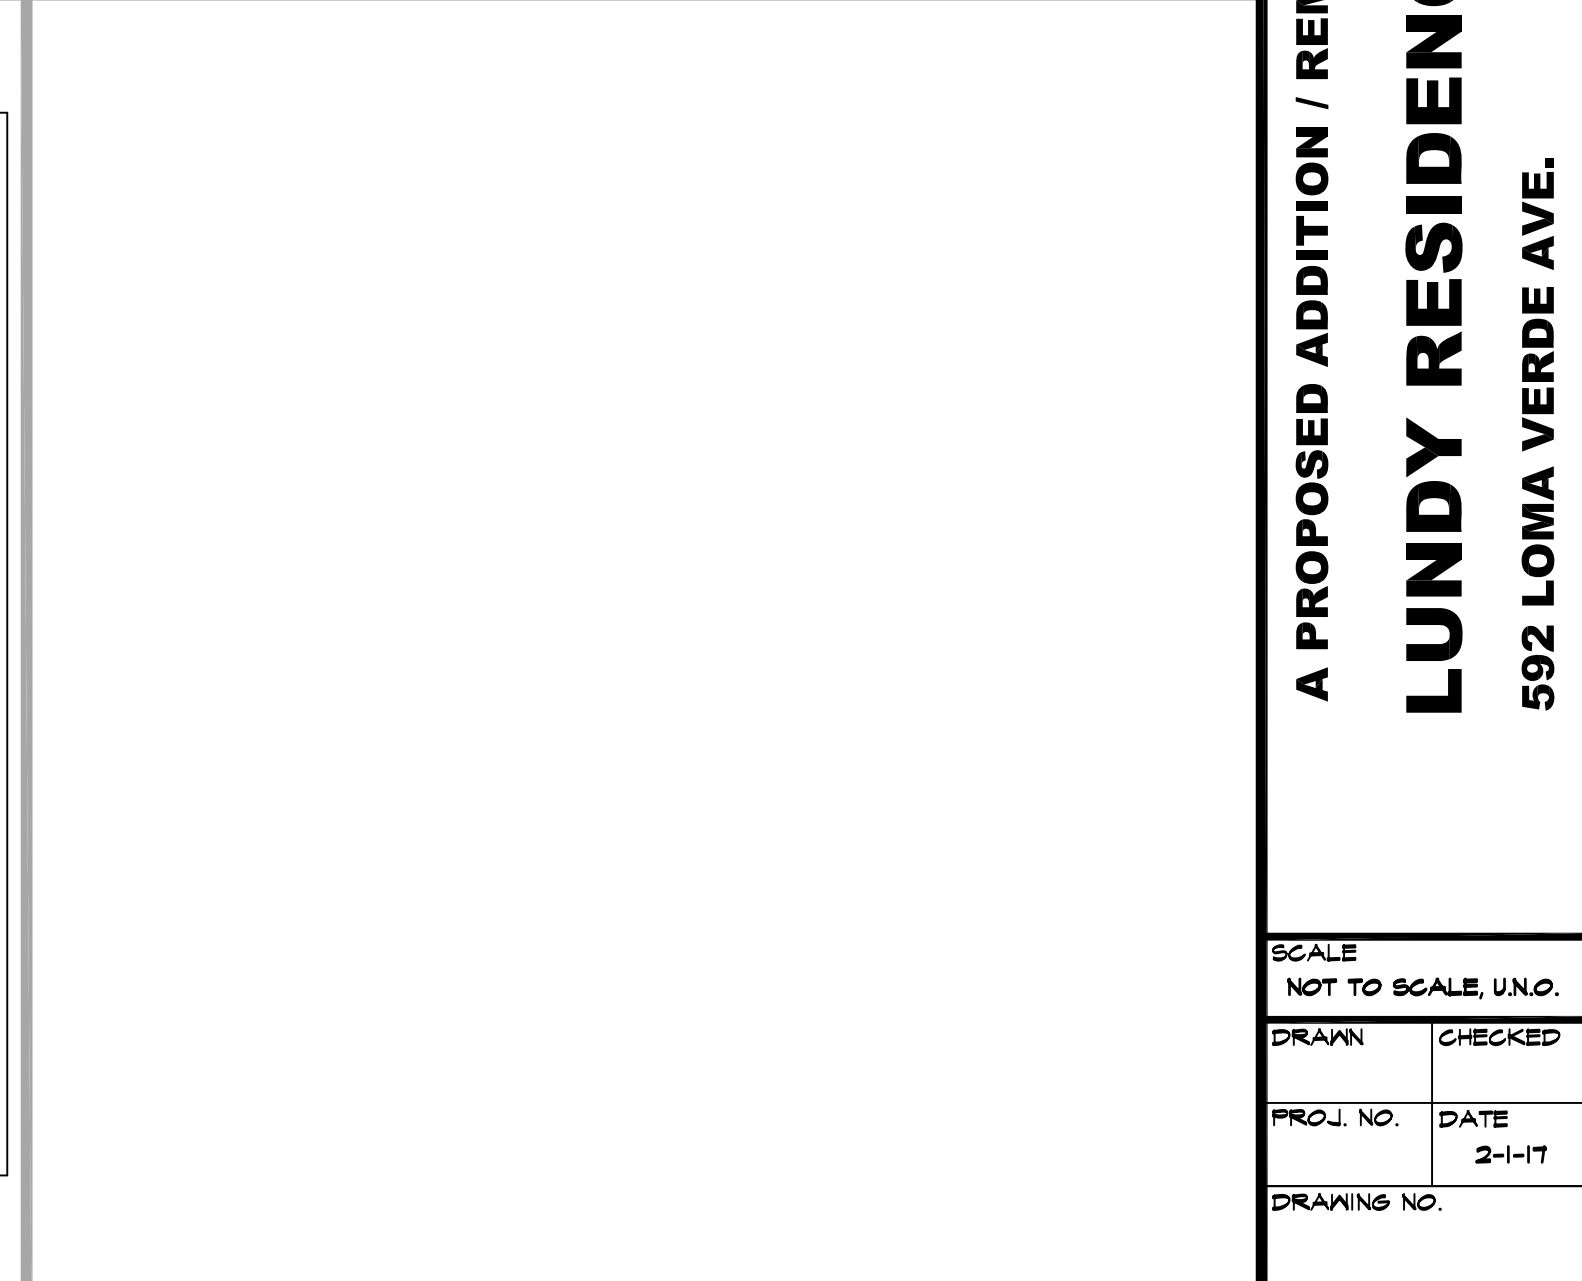 A PROPOSED ADDITION /
LUNDY
592 LOMA VERDE AVE.
SCALE
NOT TO SCALE, U.N.O.
DRAWN
CHECKED
PROJ. NO.
DATE
2-1-17
DRAWING NO.